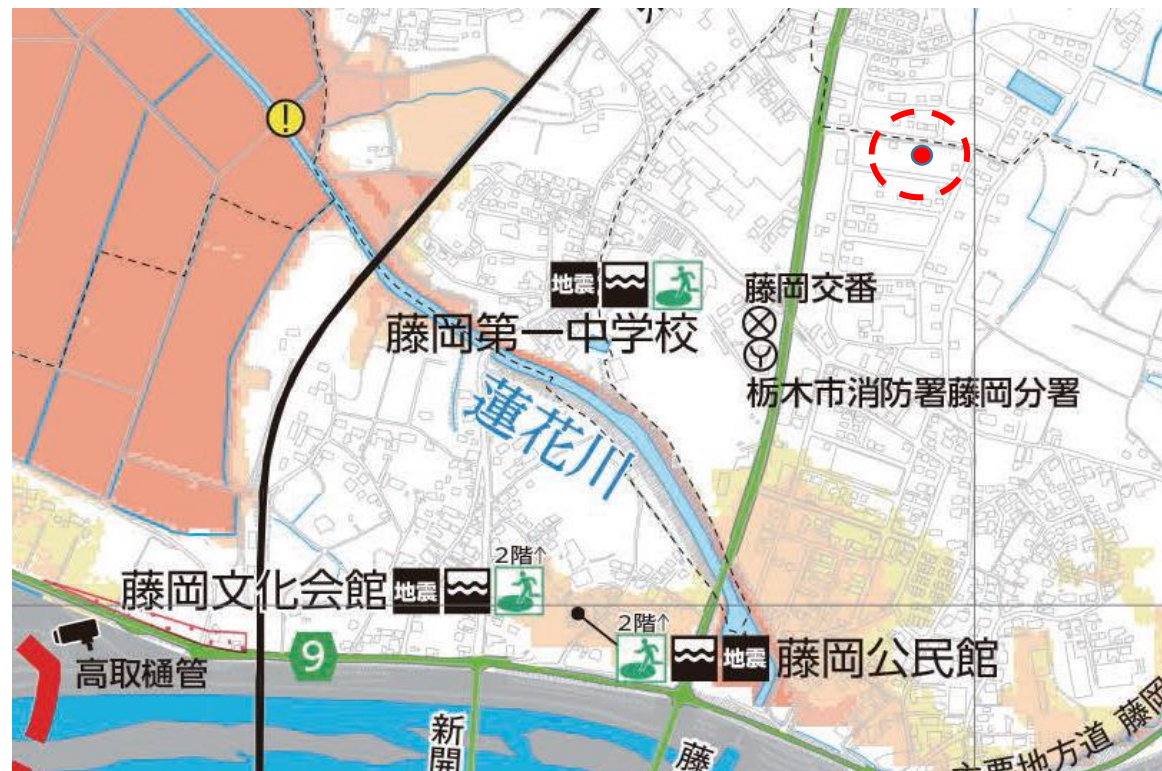 !
地震
藤岡第一中学校
藤岡交番
Y
栃木市消防署藤岡分署
蓮花川
2階↑
藤岡文化会館
地震
2階↑
地震
藤岡公民館
高取樋管
9
新開
藤
主要地方道 藤岡